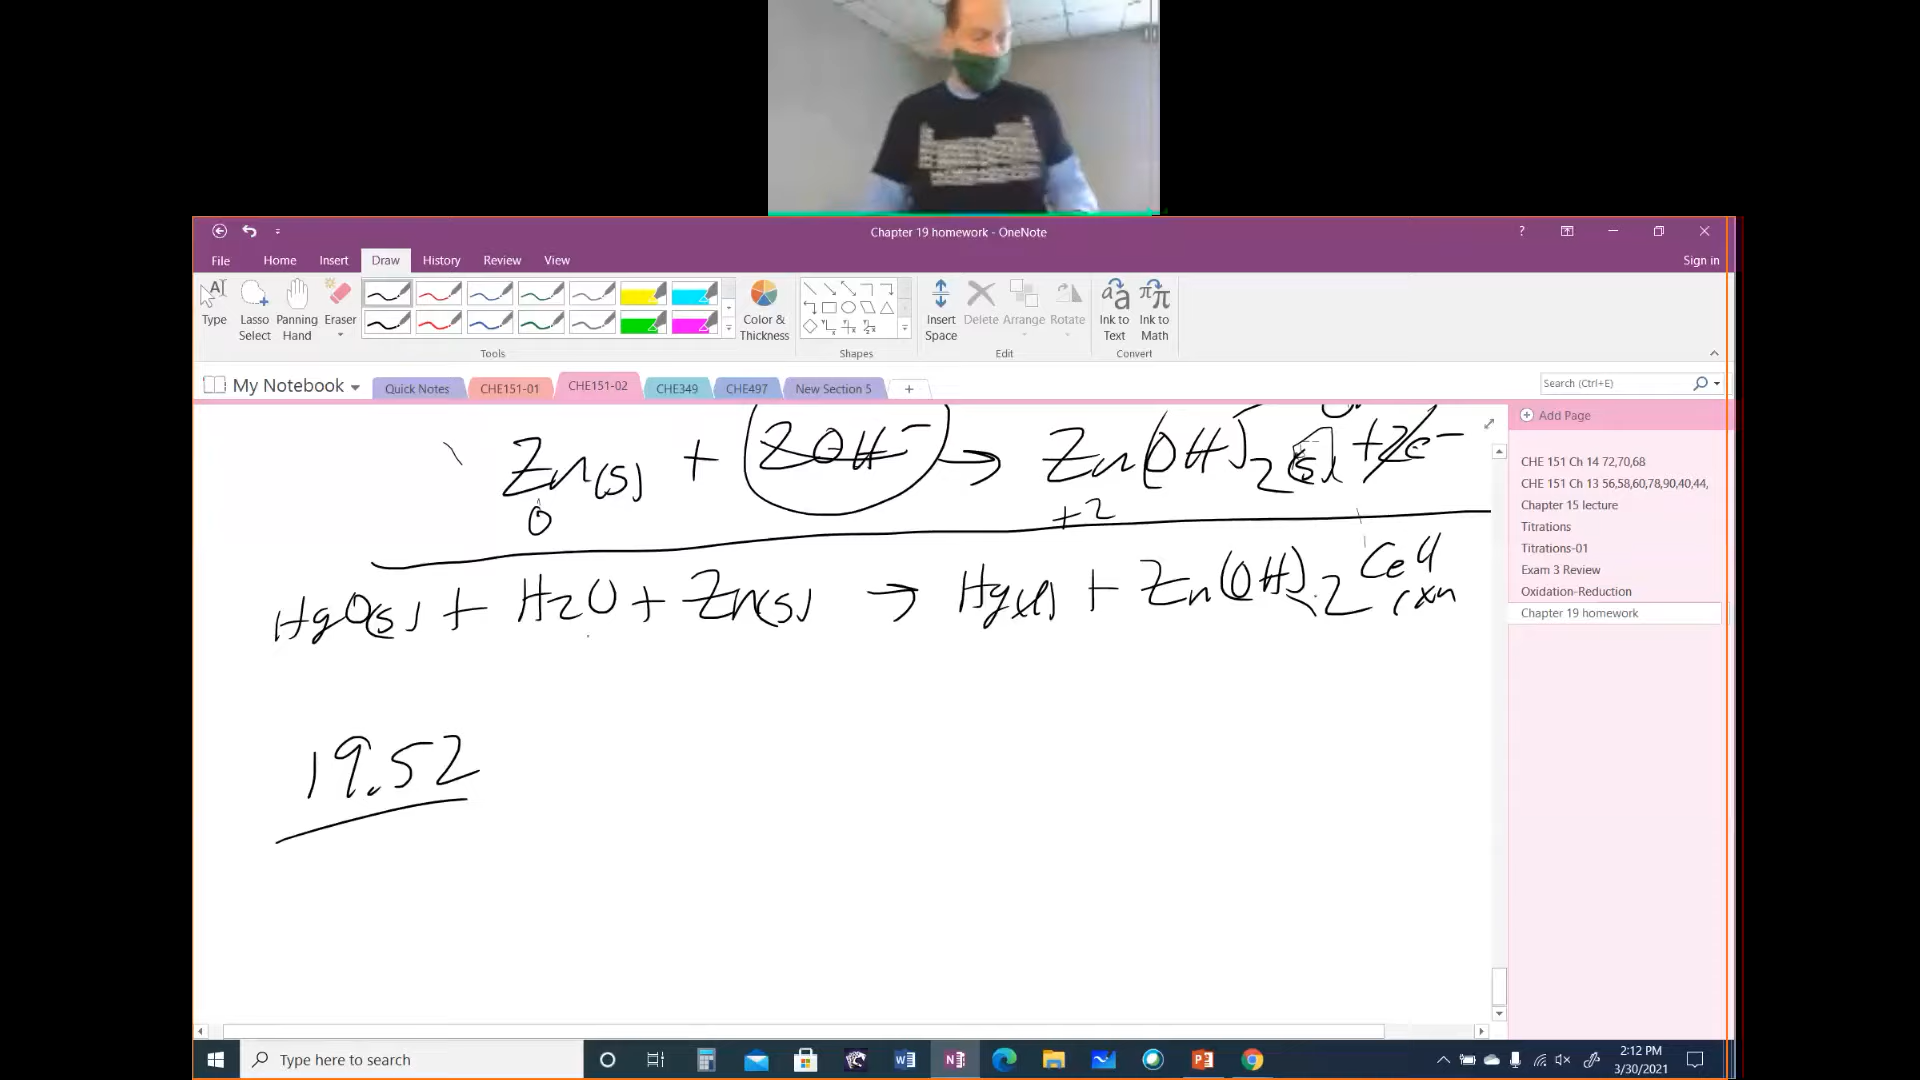 Chapter 19 homework - OneNote
?
File Home Insert Draw History Review View Sign in
Type Lasso Select Panning Hand Eraser Color & Thickness Insert Space Delete Arrange Rotate Ink to Text Ink to Math
Tools Shapes Edit Convert
My Notebook Quick Notes CHE151-01 CHE151-02 CHE349 CHE497 New Section 5 + Search (Ctrl+E)
Add Page
CHE 151 Ch 14 72,70,68
CHE 151 Ch 13 56,58,60,78,90,40,44,
Chapter 15 lecture
Titrations
Titrations-01
Exam 3 Review
Oxidation-Reduction
Chapter 19 homework
Zn(s) + 2OH⁻ → Zn(OH)2(s) + 2e⁻
0 +2
HgO(s) + H2O + Zn(s) → Hg(l) + Zn(OH)2 Cell rxn
19.52
Type here to search
2:12 PM
3/30/2021